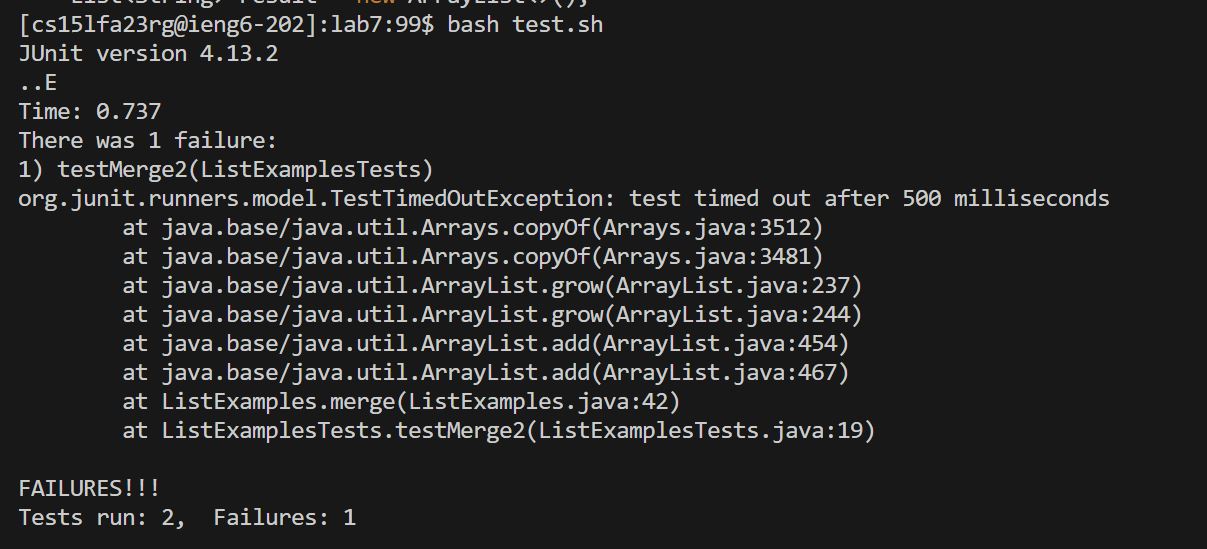 List<String> result = new ArrayList<>();
[cs15lfa23rg@ieng6-202]:lab7:99$ bash test.sh
JUnit version 4.13.2
..E
Time: 0.737
There was 1 failure:
1) testMerge2(ListExamplesTests)
org.junit.runners.model.TestTimedOutException: test timed out after 500 milliseconds
at java.base/java.util.Arrays.copyOf(Arrays.java:3512)
at java.base/java.util.Arrays.copyOf(Arrays.java:3481)
at java.base/java.util.ArrayList.grow(ArrayList.java:237)
at java.base/java.util.ArrayList.grow(ArrayList.java:244)
at java.base/java.util.ArrayList.add(ArrayList.java:454)
at java.base/java.util.ArrayList.add(ArrayList.java:467)
at ListExamples.merge(ListExamples.java:42)
at ListExamplesTests.testMerge2(ListExamplesTests.java:19)
FAILURES!!!
Tests run: 2,  Failures: 1